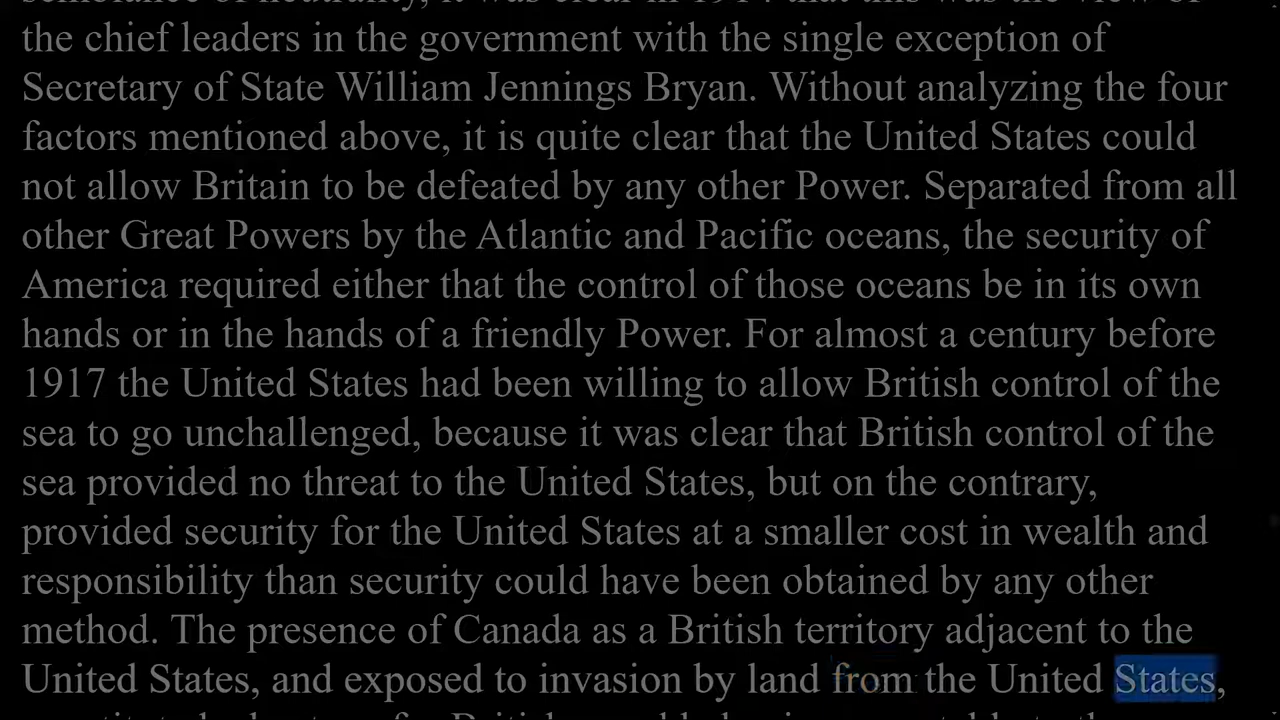 the chief leaders in the government with the single exception of
Secretary of State William Jennings Bryan. Without analyzing the four
factors mentioned above, it is quite clear that the United States could
not allow Britain to be defeated by any other Power. Separated from all
other Great Powers by the Atlantic and Pacific oceans, the security of
America required either that the control of those oceans be in its own
hands or in the hands of a friendly Power. For almost a century before
1917 the United States had been willing to allow British control of the
sea to go unchallenged, because it was clear that British control of the
sea provided no threat to the United States, but on the contrary,
provided security for the United States at a smaller cost in wealth and
responsibility than security could have been obtained by any other
method. The presence of Canada as a British territory adjacent to the
United States, and exposed to invasion by land from the United States,